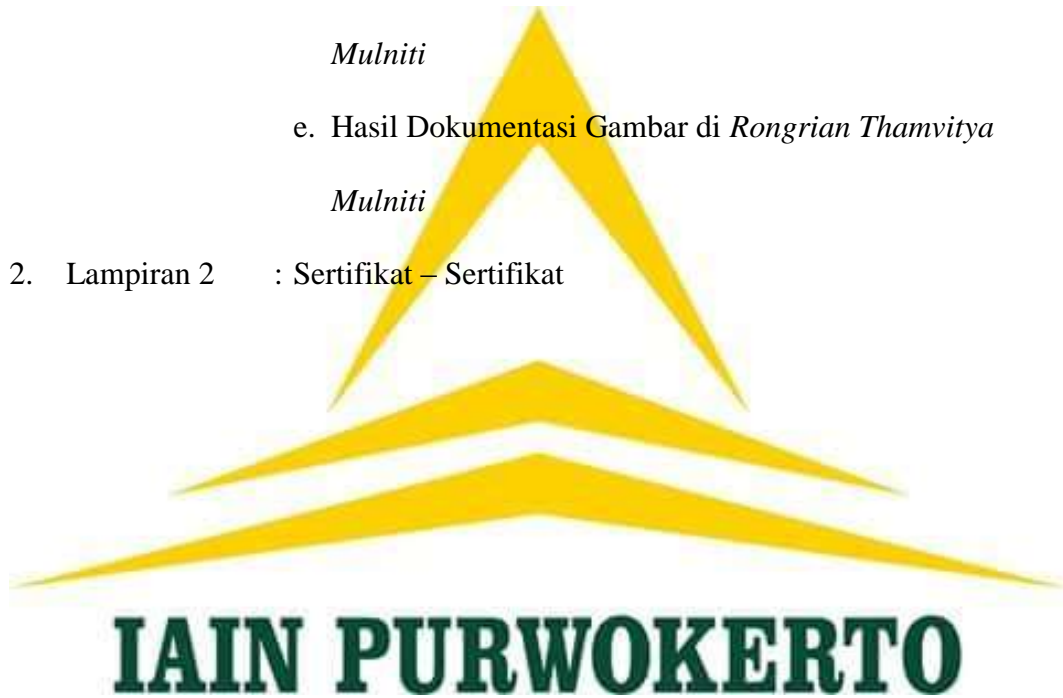 Mulniti
e. Hasil Dokumentasi Gambar di Rongrian Thamvitya
Mulniti
2. Lampiran 2 : Sertifikat – Sertifikat
IAIN PURWOKERTO